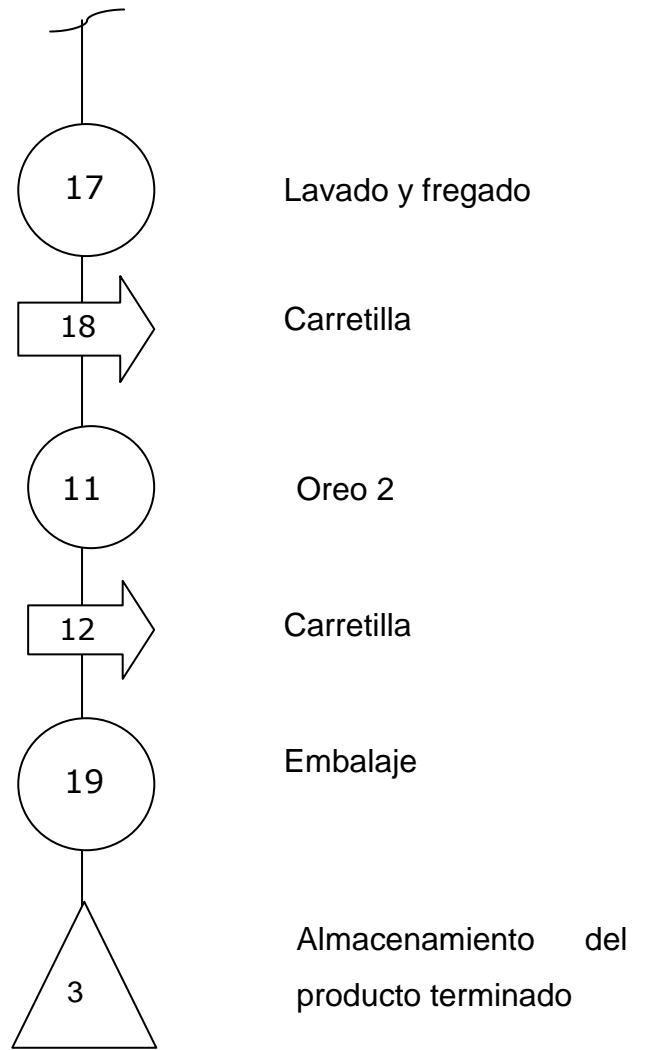 17 Lavado y fregado
18 Carretilla
11 Oreo 2
12 Carretilla
19 Embalaje
Almacenamiento del
3 producto terminado